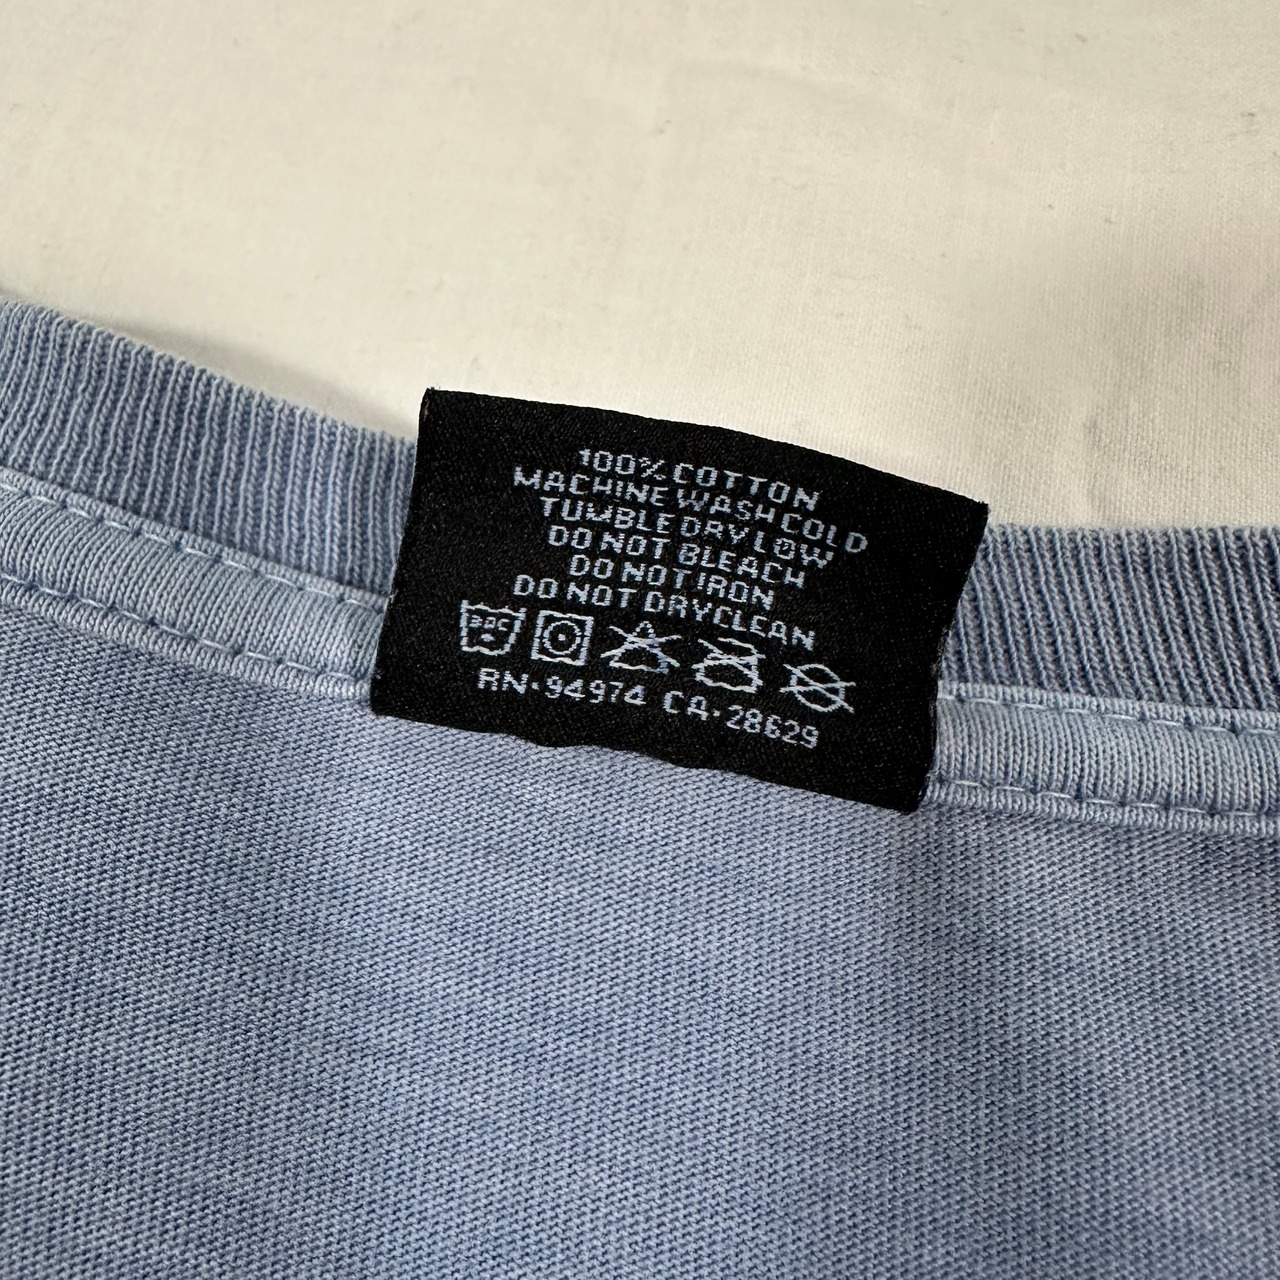 100% COTTON
MACHINE WASH COLD
TUMBLE DRY LOW
DO NOT BLEACH
DO NOT IRON
DO NOT DRYCLEAN
30C
RN·94974 CA·28629